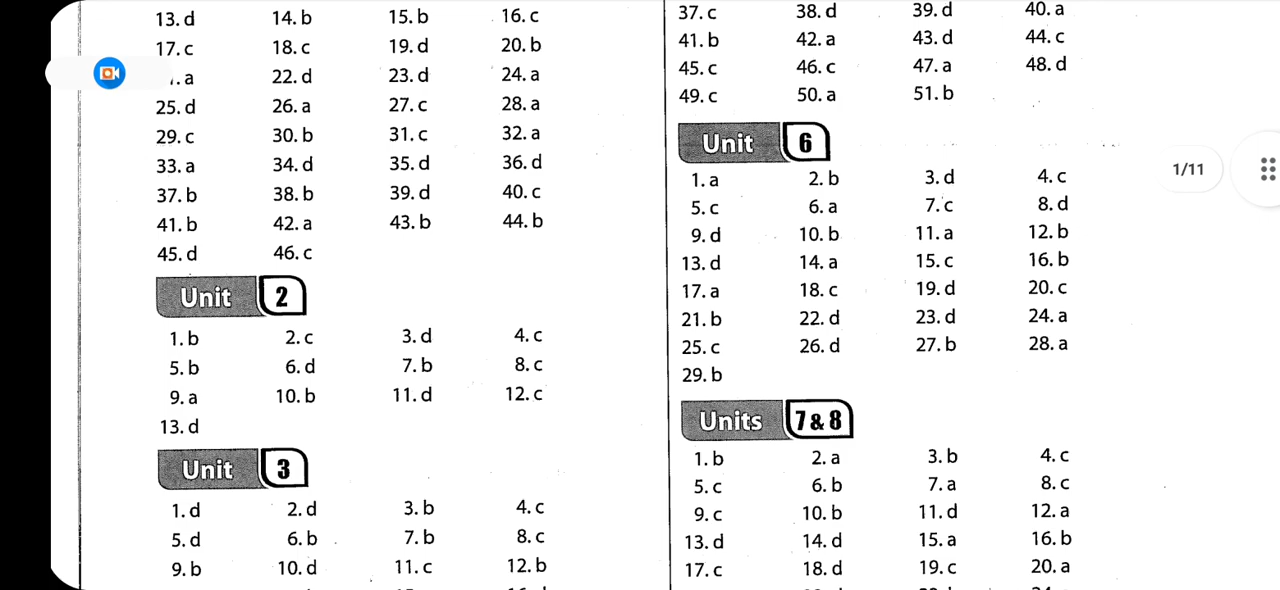 13. d 14. b 15. b 16. c
17. c 18. c 19. d 20. b
. a 22. d 23. d 24. a
25. d 26. a 27. c 28. a
29. c 30. b 31. c 32. a
33. a 34. d 35. d 36. d
37. b 38. b 39. d 40. c
41. b 42. a 43. b 44. b
45. d 46. c
Unit 2
1. b 2. c 3. d 4. c
5. b 6. d 7. b 8. c
9. a 10. b 11. d 12. c
13. d
Unit 3
1. d 2. d 3. b 4. c
5. d 6. b 7. b 8. c
9. b 10. d 11. c 12. b
37. c 38. d 39. d 40. a
41. b 42. a 43. d 44. c
45. c 46. c 47. a 48. d
49. c 50. a 51. b
Unit 6
1. a 2. b 3. d 4. c
5. c 6. a 7. c 8. d
9. d 10. b 11. a 12. b
13. d 14. a 15. c 16. b
17. a 18. c 19. d 20. c
21. b 22. d 23. d 24. a
25. c 26. d 27. b 28. a
29. b
Units 7 & 8
1. b 2. a 3. b 4. c
5. c 6. b 7. a 8. c
9. c 10. b 11. d 12. a
13. d 14. d 15. a 16. b
17. c 18. d 19. c 20. a
1/11